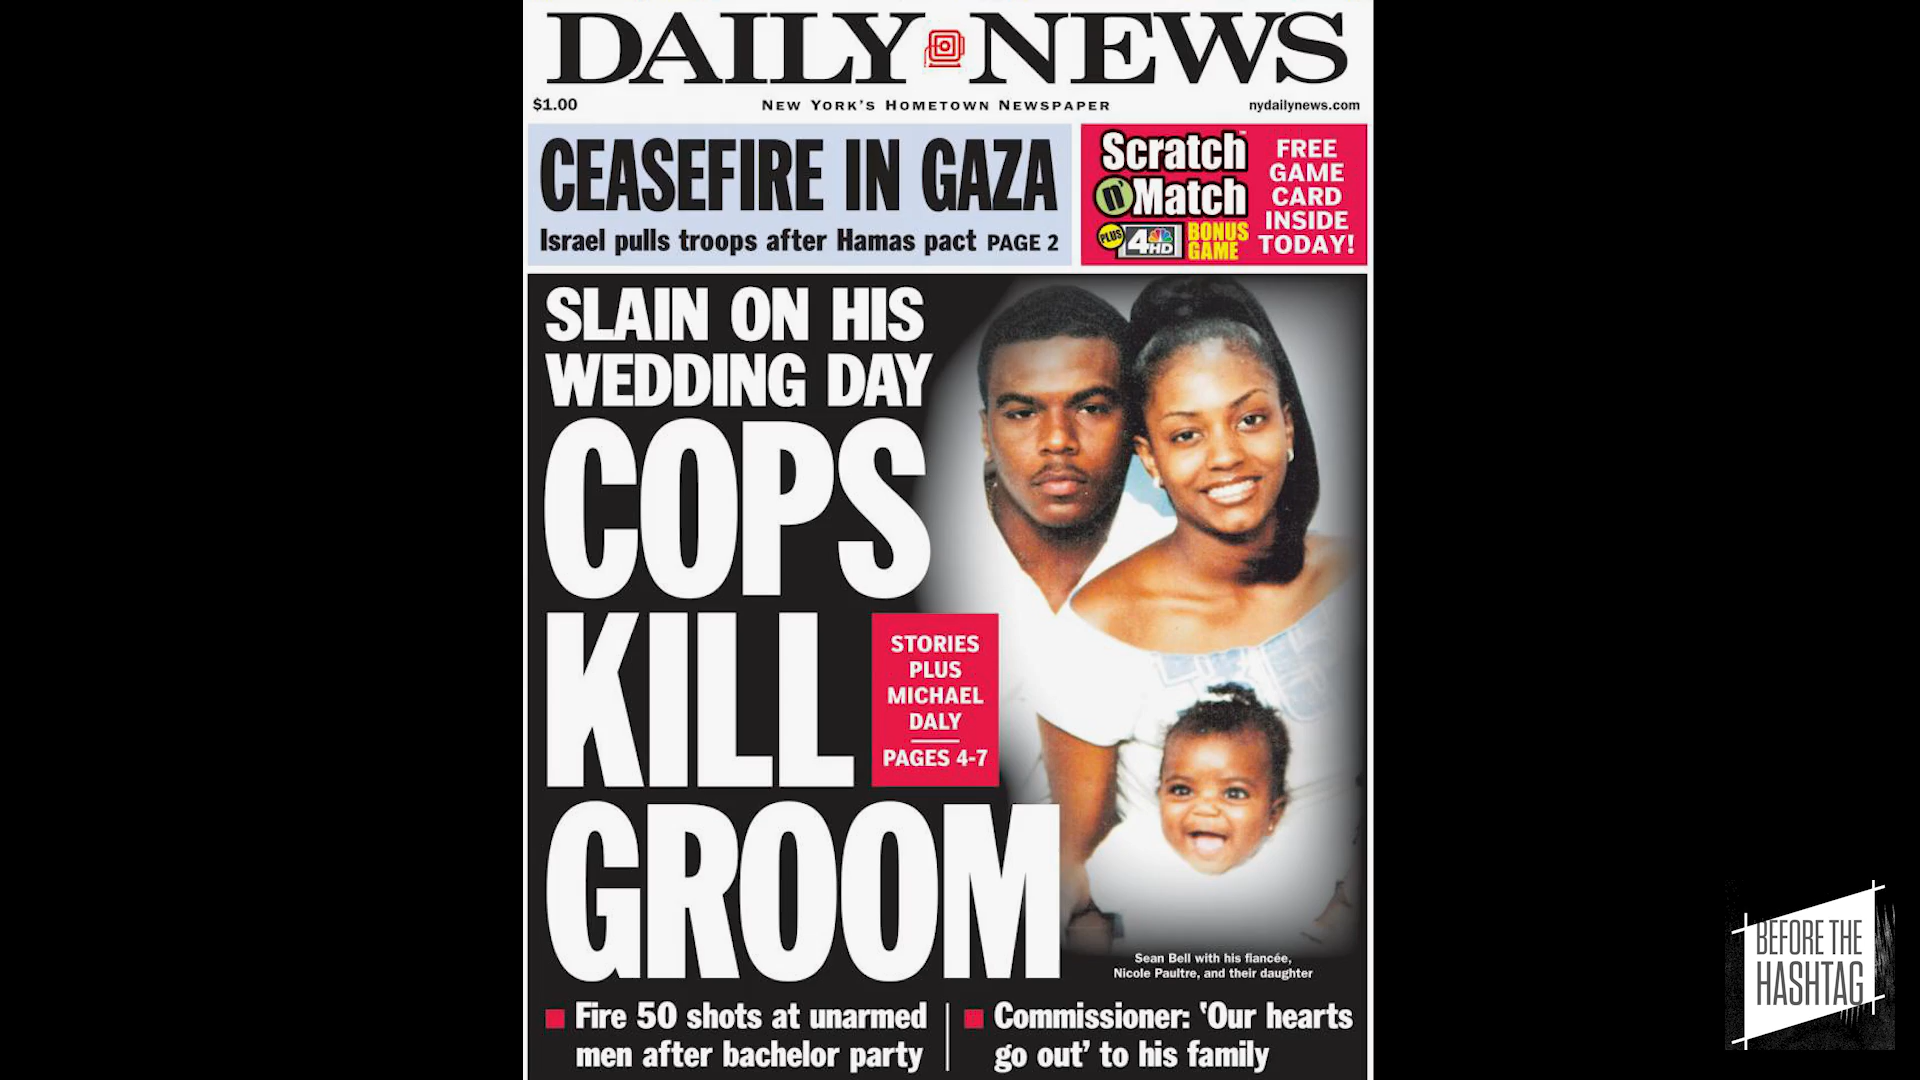 DAILY NEWS
$1.00
NEW YORK'S HOMETOWN NEWSPAPER
nydailynews.com
CEASEFIRE IN GAZA
Israel pulls troops after Hamas pact PAGE 2
Scratch
n'Match
PLUS 4HD BONUS
GAME
FREE
GAME
CARD
INSIDE
TODAY!
SLAIN ON HIS
WEDDING DAY
COPS
KILL
GROOM
STORIES
PLUS
MICHAEL
DALY
PAGES 4-7
Sean Bell with his fiancée,
Nicole Paultre, and their daughter
Fire 50 shots at unarmed
men after bachelor party
Commissioner: ‘Our hearts
go out’ to his family
BEFORE THE
HASHTAG